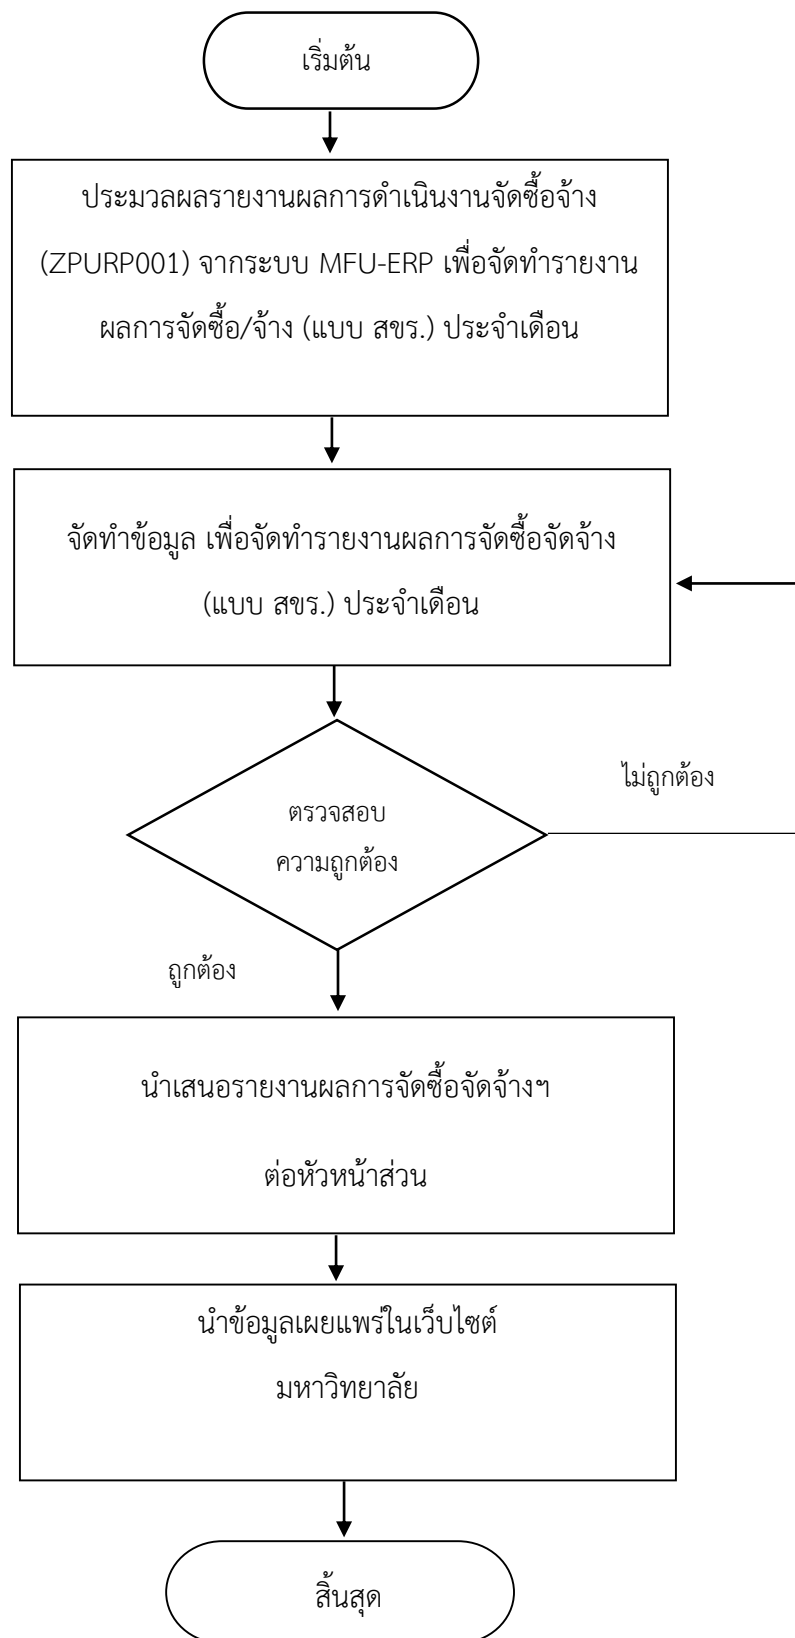 เริ่มต้น
ประมวลผลรายงานผลการดำเนินงานจัดซื้อจ้าง
(ZPURP001) จากระบบ MFU-ERP เพื่อจัดทำรายงาน
ผลการจัดซื้อ/จ้าง (แบบ สขร.) ประจำเดือน
จัดทำข้อมูล เพื่อจัดทำรายงานผลการจัดซื้อจัดจ้าง
(แบบ สขร.) ประจำเดือน
ไม่ถูกต้อง
ตรวจสอบ
ความถูกต้อง
ถูกต้อง
นำเสนอรายงานผลการจัดซื้อจัดจ้างฯ
ต่อหัวหน้าส่วน
นำข้อมูลเผยแพร่ในเว็บไซต์
มหาวิทยาลัย
สิ้นสุด